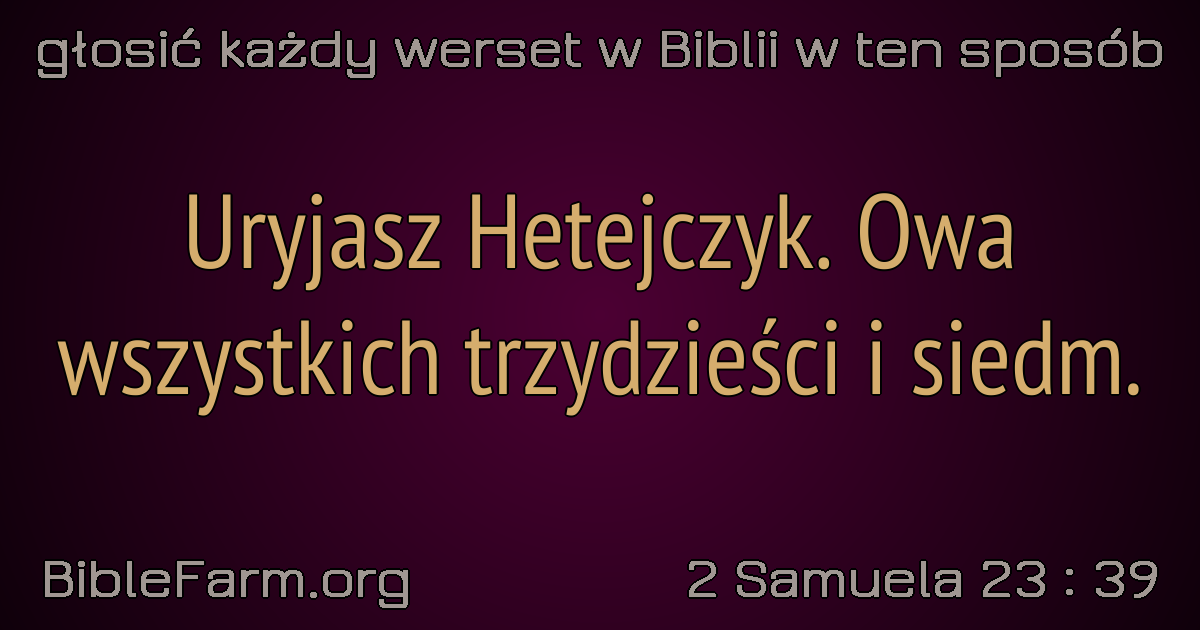 głosić każdy werset w Biblii w ten sposób
Uryjasz Hetejczyk. Owa
wszystkich trzydzieści i siedm.
BibleFarm.org
2 Samuela 23 : 39